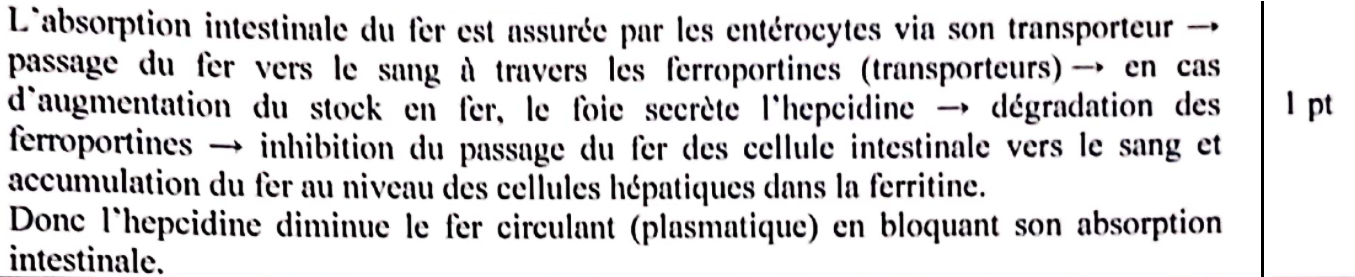 L'absorption intestinale du fer est assurée par les entérocytes via son transporteur →
passage du fer vers le sang à travers les ferroportines (transporteurs) → en cas
d'augmentation du stock en fer, le foie secrète l'hepcidine → dégradation des
ferroportines → inhibition du passage du fer des cellule intestinale vers le sang et
accumulation du fer au niveau des cellules hépatiques dans la ferritine.
Donc l'hepcidine diminue le fer circulant (plasmatique) en bloquant son absorption
intestinale.
1 pt